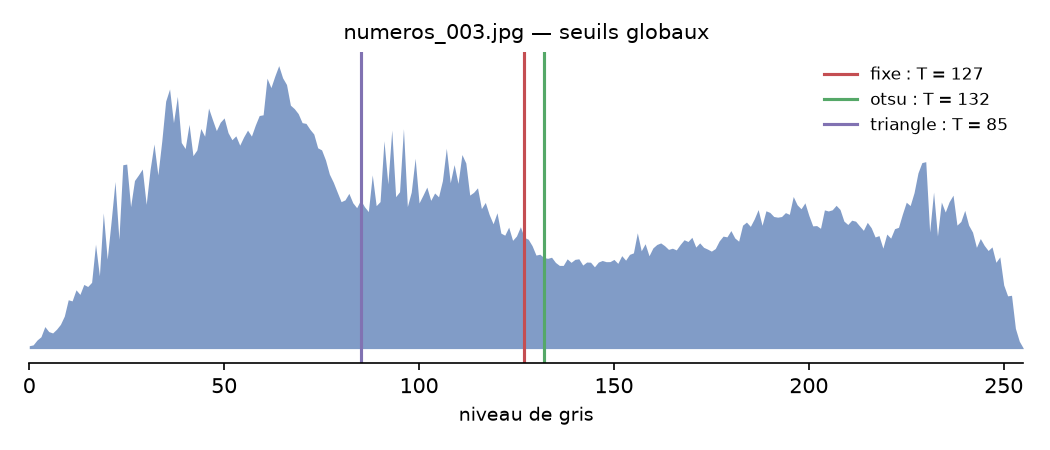 numeros_003.jpg — seuils globaux
fixe : T = 127
otsu : T = 132
triangle : T = 85
0 50 100 150 200 250
niveau de gris